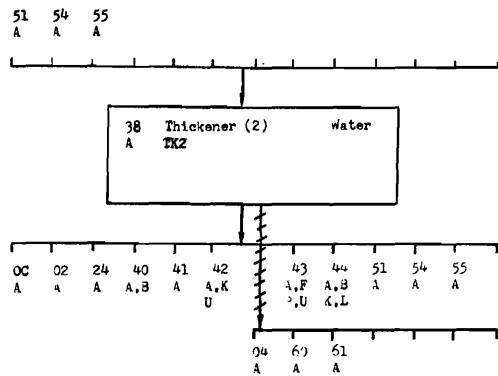 51 54 55
A A A
38 Thickener (2) Water
A TK2
0C 02 24 40 41 42 43 44 51 54 55
A A A A,B A A,K A,F A,B A A A
U P,U K,L
04 60 61
A A A